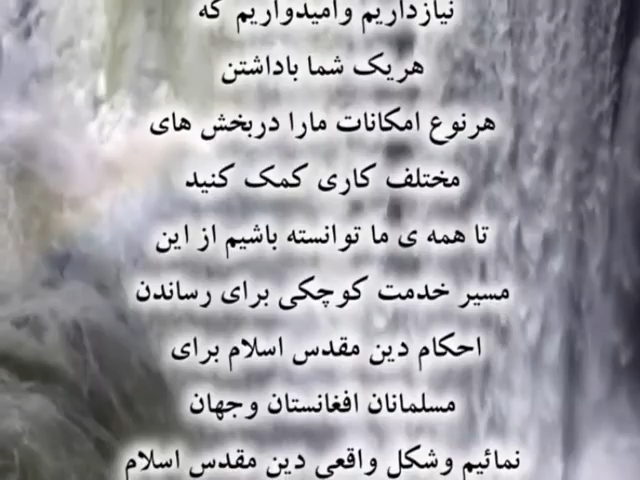 نیازداریم وامیدواریم که
هریک شما باداشتن
هرنوع امکانات مارا دربخش های
مختلف کاری کمک کنید
تا همه ی ما توانسته باشیم از این
مسیر خدمت کوچکی برای رساندن
احکام دین مقدس اسلام برای
مسلمانان افغانستان وجهان
نمائیم وشکل واقعی دین مقدس اسلام